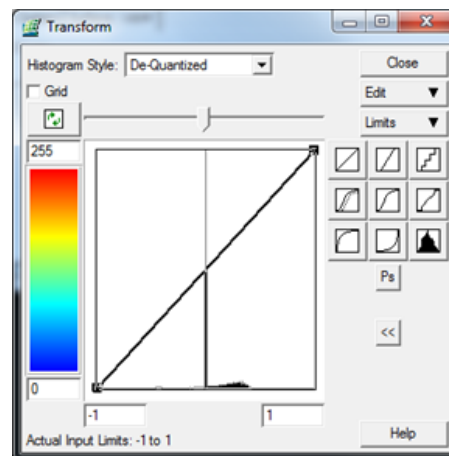 Transform
Histogram Style: De-Quantized
Close
Grid
Edit
Limits
255
Ps
<<
0
-1
1
Actual Input Limits: -1 to 1
Help